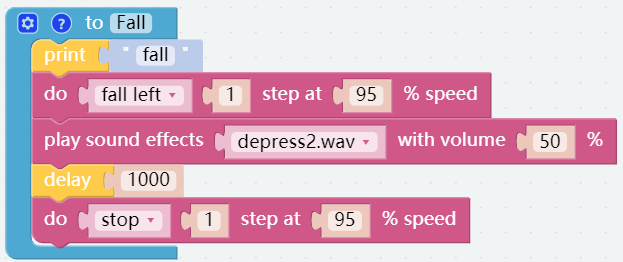 ? to Fall
print " fall "
do fall left 1 step at 95 % speed
play sound effects depress2.wav with volume 50 %
delay 1000
do stop 1 step at 95 % speed